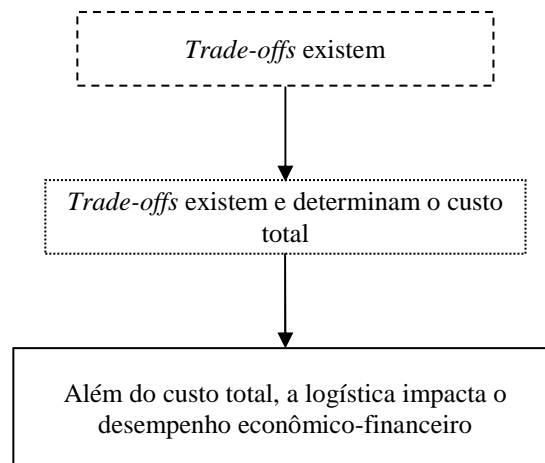 Trade-offs existem
Trade-offs existem e determinam o custo
total
Além do custo total, a logística impacta o
desempenho econômico-financeiro